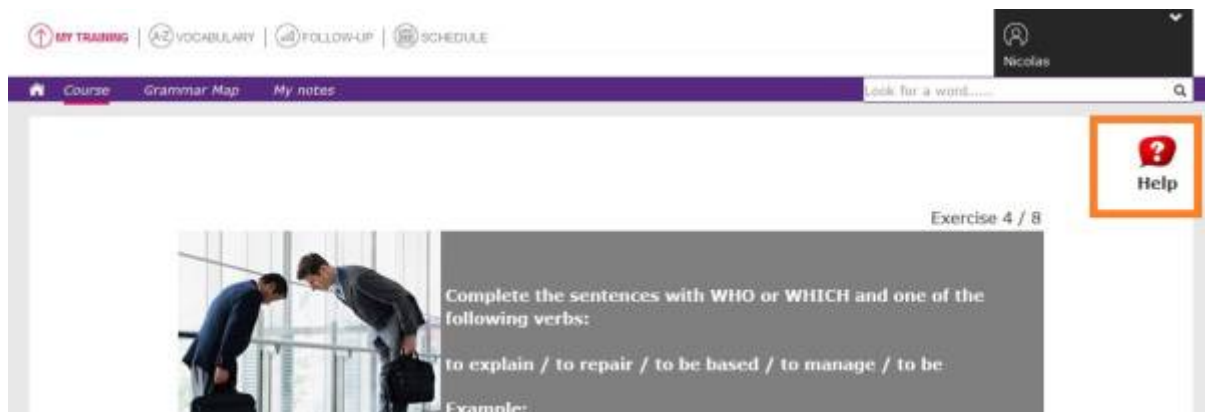 MY TRAINING | A-Z VOCABULARY | FOLLOW-UP | SCHEDULE
Nicolas
Course Grammar Map My notes
Look for a word......
?
Help
Exercise 4 / 8
Complete the sentences with WHO or WHICH and one of the
following verbs:
to explain / to repair / to be based / to manage / to be
Example: